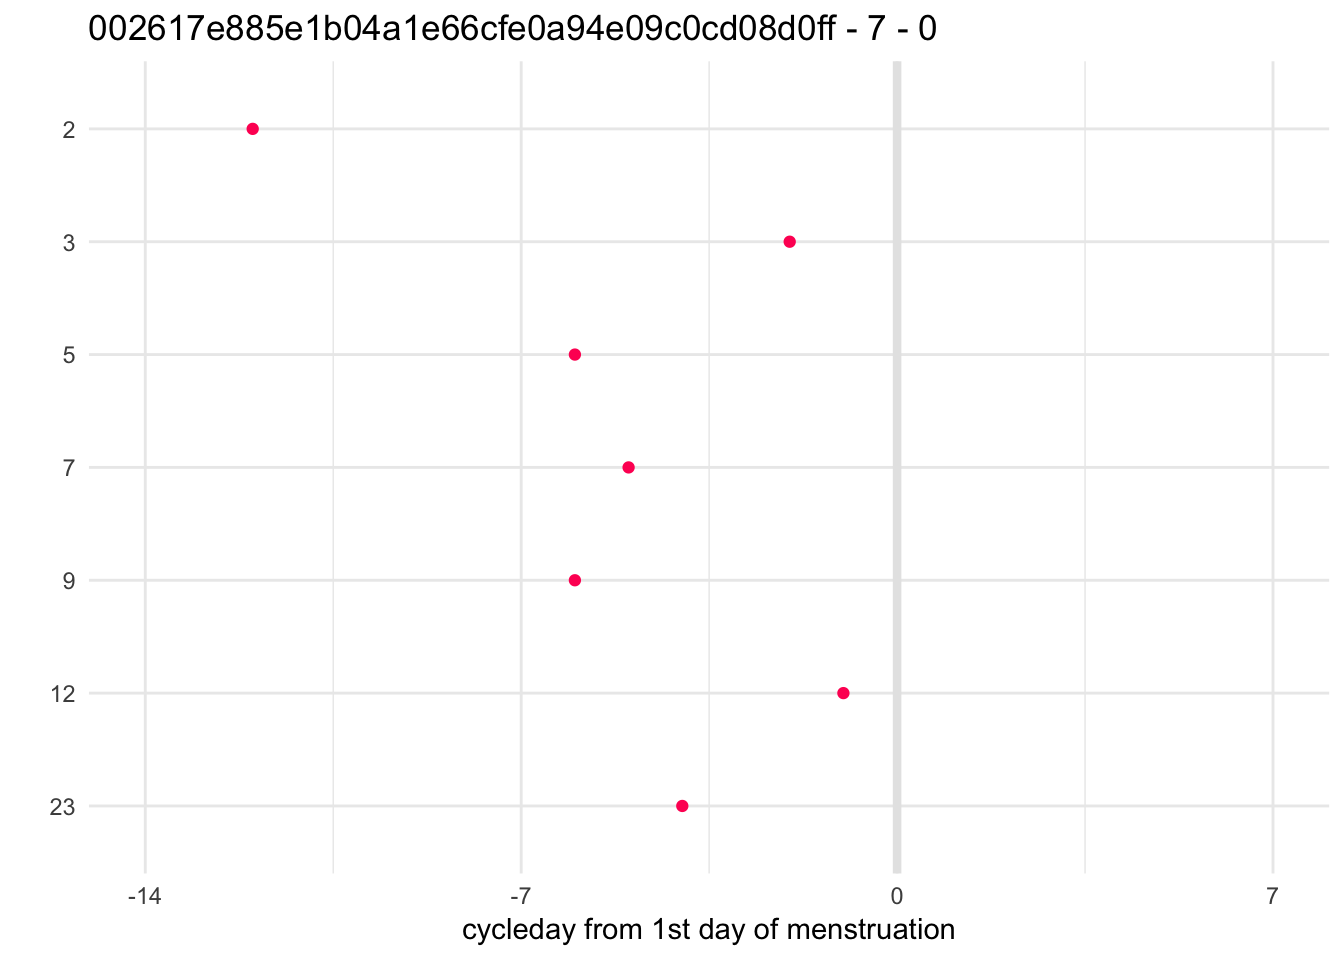 002617e885e1b04a1e66cfe0a94e09c0cd08d0ff - 7 - 0
2
3
5
7
9
12
23
-14 -7 0 7
cycleday from 1st day of menstruation